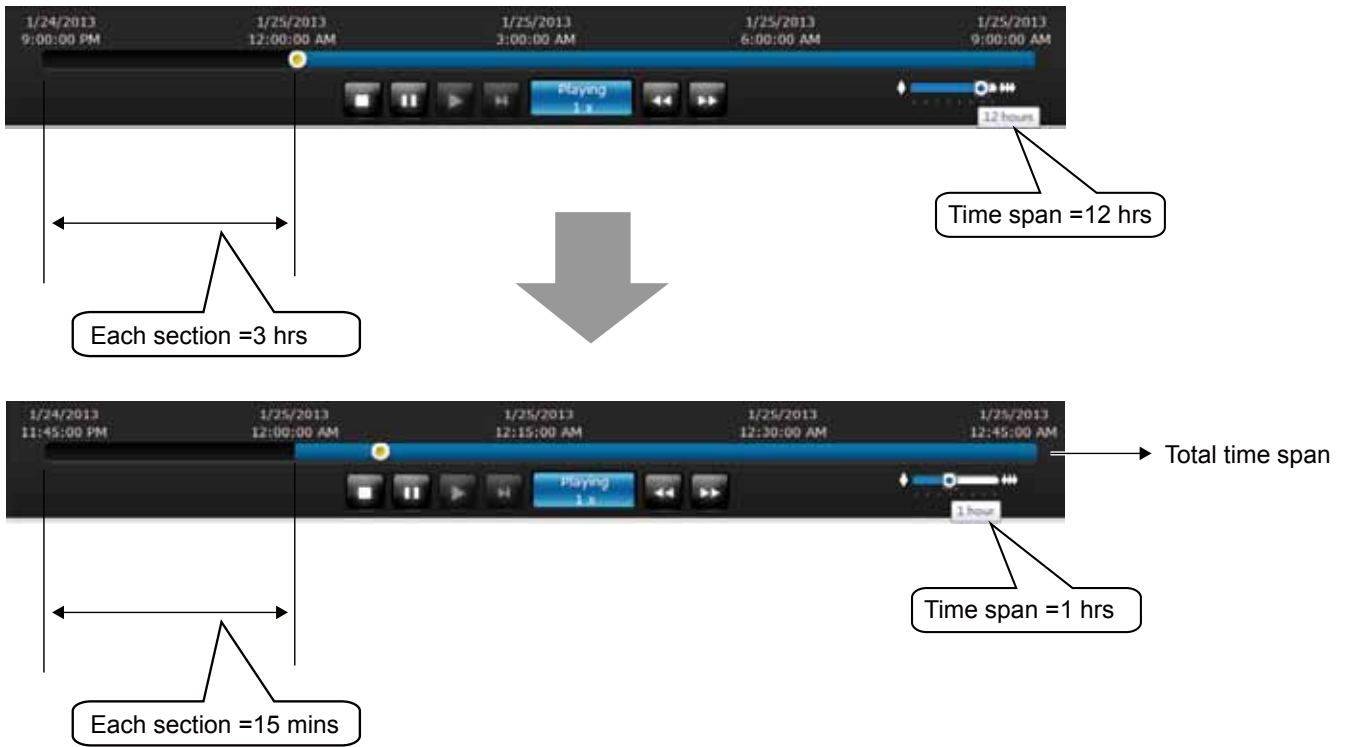 1/24/2013 1/25/2013 1/25/2013 1/25/2013 1/25/2013
9:00:00 PM 12:00:00 AM 3:00:00 AM 6:00:00 AM 9:00:00 AM
Playing
1 x
12 hours
Time span =12 hrs
Each section =3 hrs
1/24/2013 1/25/2013 1/25/2013 1/25/2013 1/25/2013
11:45:00 PM 12:00:00 AM 12:15:00 AM 12:30:00 AM 12:45:00 AM
Total time span
Playing
1 x
1 hour
Time span =1 hrs
Each section =15 mins